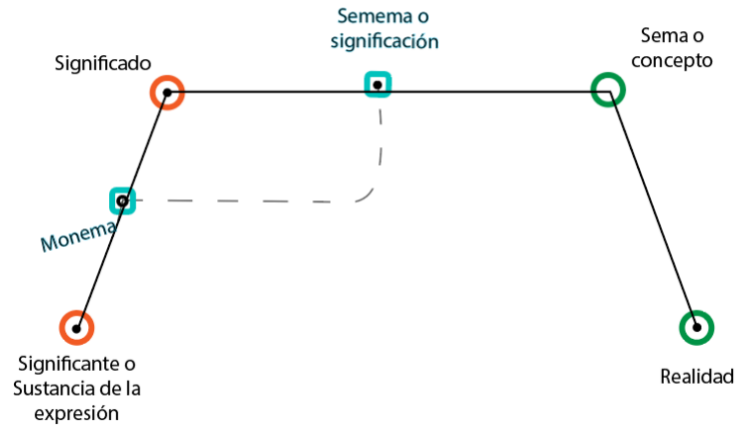 Semema o
significación
Sema o
concepto
Significado
Monema
Significante o
Sustancia de la
expresión
Realidad